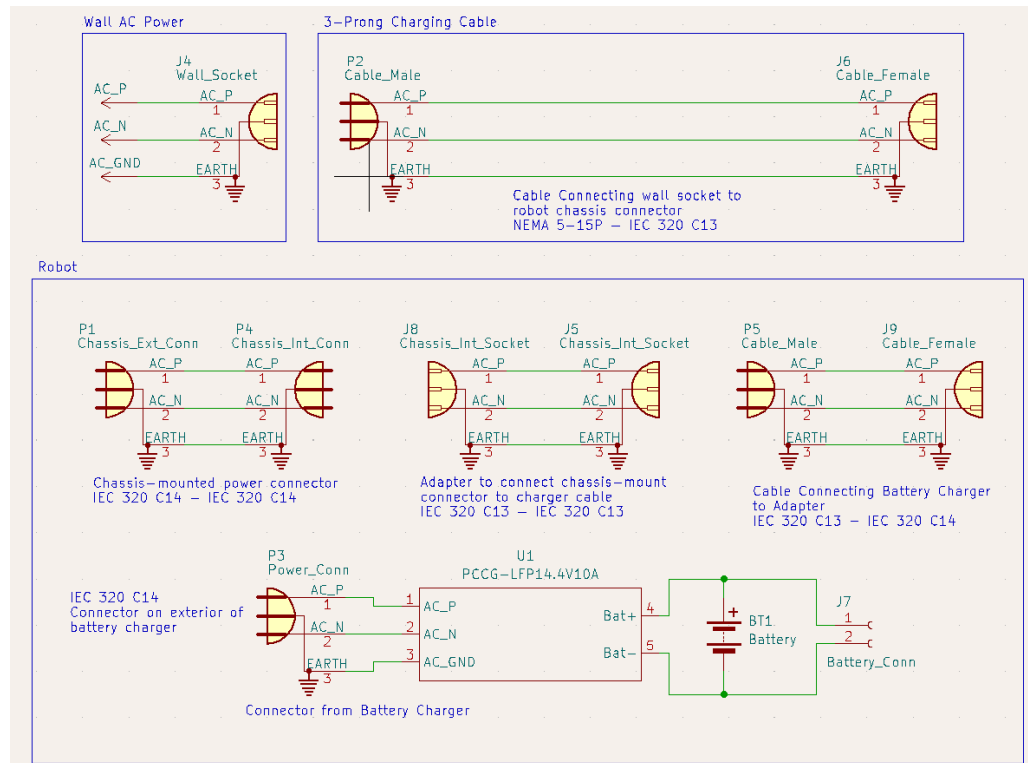 Wall AC Power
3-Prong Charging Cable
J4
Wall_Socket
AC_P
AC_P
1
AC_N
AC_N
2
AC_GND
EARTH
3
P2
Cable_Male
AC_P
1
AC_N
2
EARTH
3
J6
Cable_Female
AC_P
1
AC_N
2
EARTH
3
Cable Connecting wall socket to
robot chassis connector
NEMA 5-15P - IEC 320 C13
Robot
P1
Chassis_Ext_Conn
AC_P
1
AC_N
2
EARTH
3
P4
Chassis_Int_Conn
AC_P
1
AC_N
2
EARTH
3
Chassis-mounted power connector
IEC 320 C14 - IEC 320 C14
J8
Chassis_Int_Socket
AC_P
1
AC_N
2
EARTH
3
J5
Chassis_Int_Socket
AC_P
1
AC_N
2
EARTH
3
Adapter to connect chassis-mount
connector to charger cable
IEC 320 C13 - IEC 320 C13
P5
Cable_Male
AC_P
1
AC_N
2
EARTH
3
J9
Cable_Female
AC_P
1
AC_N
2
EARTH
3
Cable Connecting Battery Charger
to Adapter
IEC 320 C13 - IEC 320 C14
IEC 320 C14
Connector on exterior of
battery charger
P3
Power_Conn
AC_P
1
AC_N
2
EARTH
3
Connector from Battery Charger
U1
PCCG-LFP14.4V10A
1 AC_P
2 AC_N
3 AC_GND
Bat+ 4
Bat- 5
+
BT1
Battery
J7
1
2
Battery_Conn